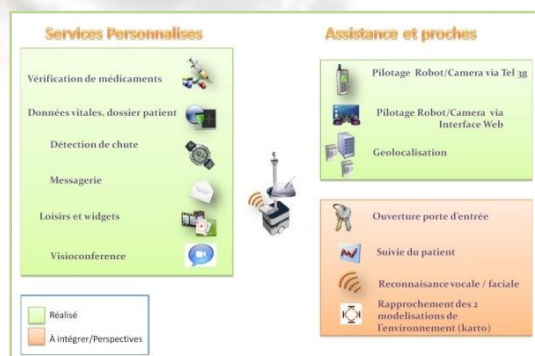 Services Personnalises
Vérification de médicaments
Données vitales, dossier patient
Détection de chute
Messagerie
Loisirs et widgets
Visioconference
Réalisé
À intégrer/Perspectives
Assistance et proches
Pilotage Robot/Camera via Tel 3g
Pilotage Robot/Camera via
Interface Web
Geolocalisation
Ouverture porte d'entrée
Suivie du patient
Reconnaisance vocale / faciale
Rapprochement des 2
modelisations de
l'environnement (karto)